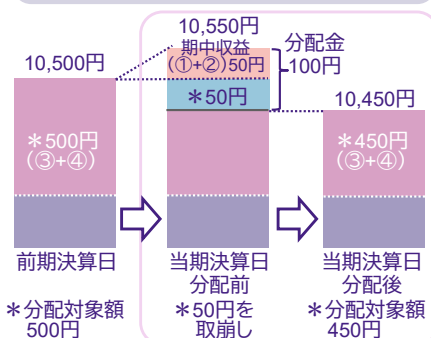 10,500円
10,550円
期中収益
(①+②)50円
分配金
100円
＊50円
10,450円
＊500円
(③+④)
＊450円
(③+④)
前期決算日
当期決算日
分配前
当期決算日
分配後
＊分配対象額
500円
＊50円を
取崩し
＊分配対象額
450円